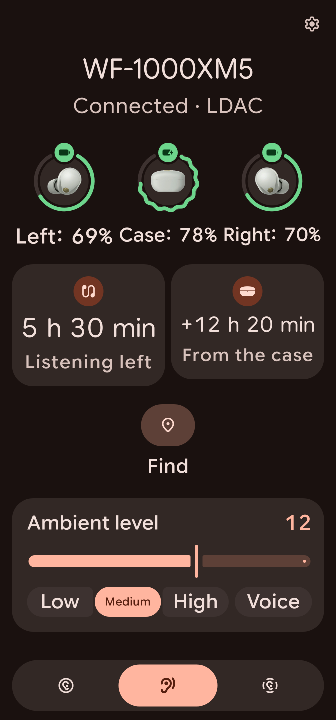 WF-1000XM5
Connected · LDAC
Left: 69% Case: 78% Right: 70%
5 h 30 min
Listening left
+12 h 20 min
From the case
Find
Ambient level 12
Low Medium High Voice